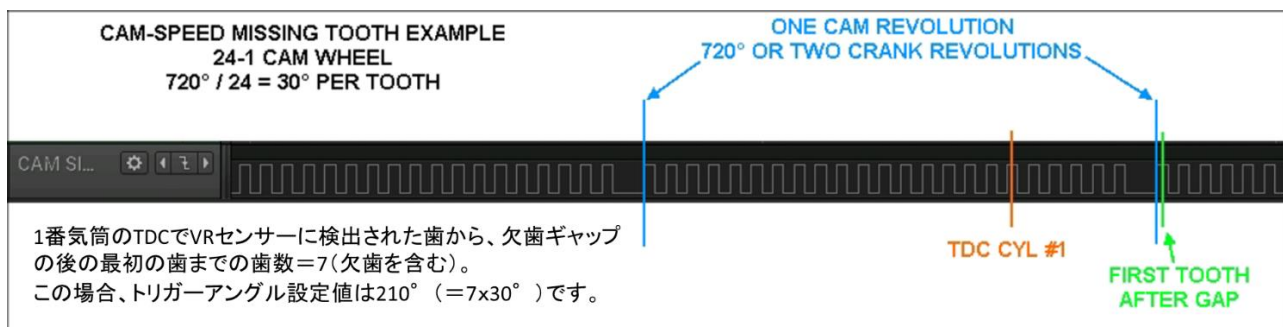 CAM-SPEED MISSING TOOTH EXAMPLE
24-1 CAM WHEEL
720° / 24 = 30° PER TOOTH
ONE CAM REVOLUTION
720° OR TWO CRANK REVOLUTIONS
CAM SI...
1番気筒のTDCでVRセンサーに検出された歯から、欠歯ギャップ
の後の最初の歯までの歯数＝7（欠歯を含む）。
この場合、トリガーアングル設定値は210°（＝7x30°）です。
TDC CYL #1
FIRST TOOTH
AFTER GAP